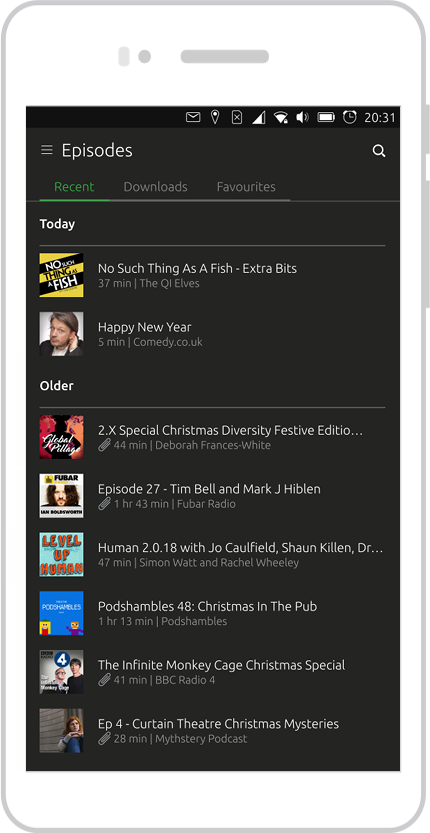 20:31
Episodes
Recent Downloads Favourites
Today
NO SUCH
THING AS
A FISH
No Such Thing As A Fish - Extra Bits
37 min | The QI Elves
Happy New Year
5 min | Comedy.co.uk
Older
Global
Village
2.X Special Christmas Diversity Festive Editio…
44 min | Deborah Frances-White
FUBAR
IAN BOLDSWORTH
Episode 27 - Tim Bell and Mark J Hiblen
1 hr 43 min | Fubar Radio
LEVEL
UP
HUMAN
Human 2.0.18 with Jo Caulfield, Shaun Killen, Dr…
47 min | Simon Watt and Rachel Wheeley
PODSHAMBLES
Podshambles 48: Christmas In The Pub
1 hr 13 min | Podshambles
4
The Infinite
Monkey Cage
The Infinite Monkey Cage Christmas Special
41 min | BBC Radio 4
Ep 4 - Curtain Theatre Christmas Mysteries
28 min | Mythstery Podcast